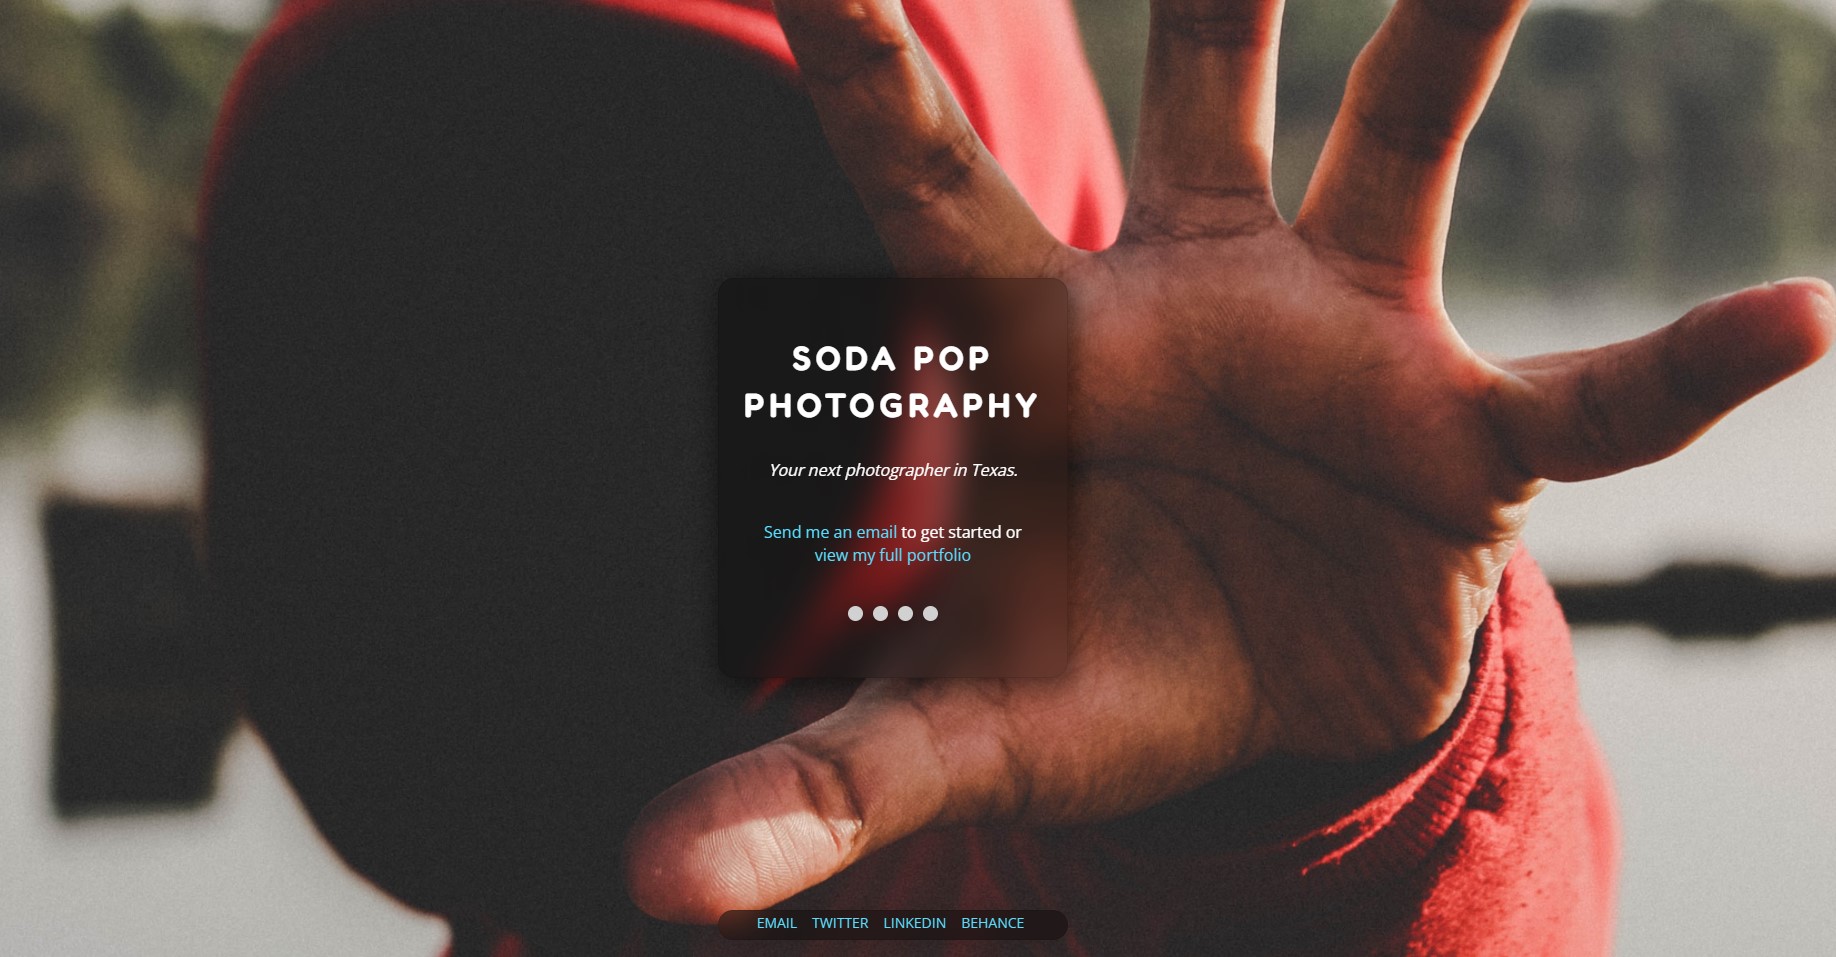 SODA POP
PHOTOGRAPHY
Your next photographer in Texas.
Send me an email to get started or
view my full portfolio
EMAIL TWITTER LINKEDIN BEHANCE